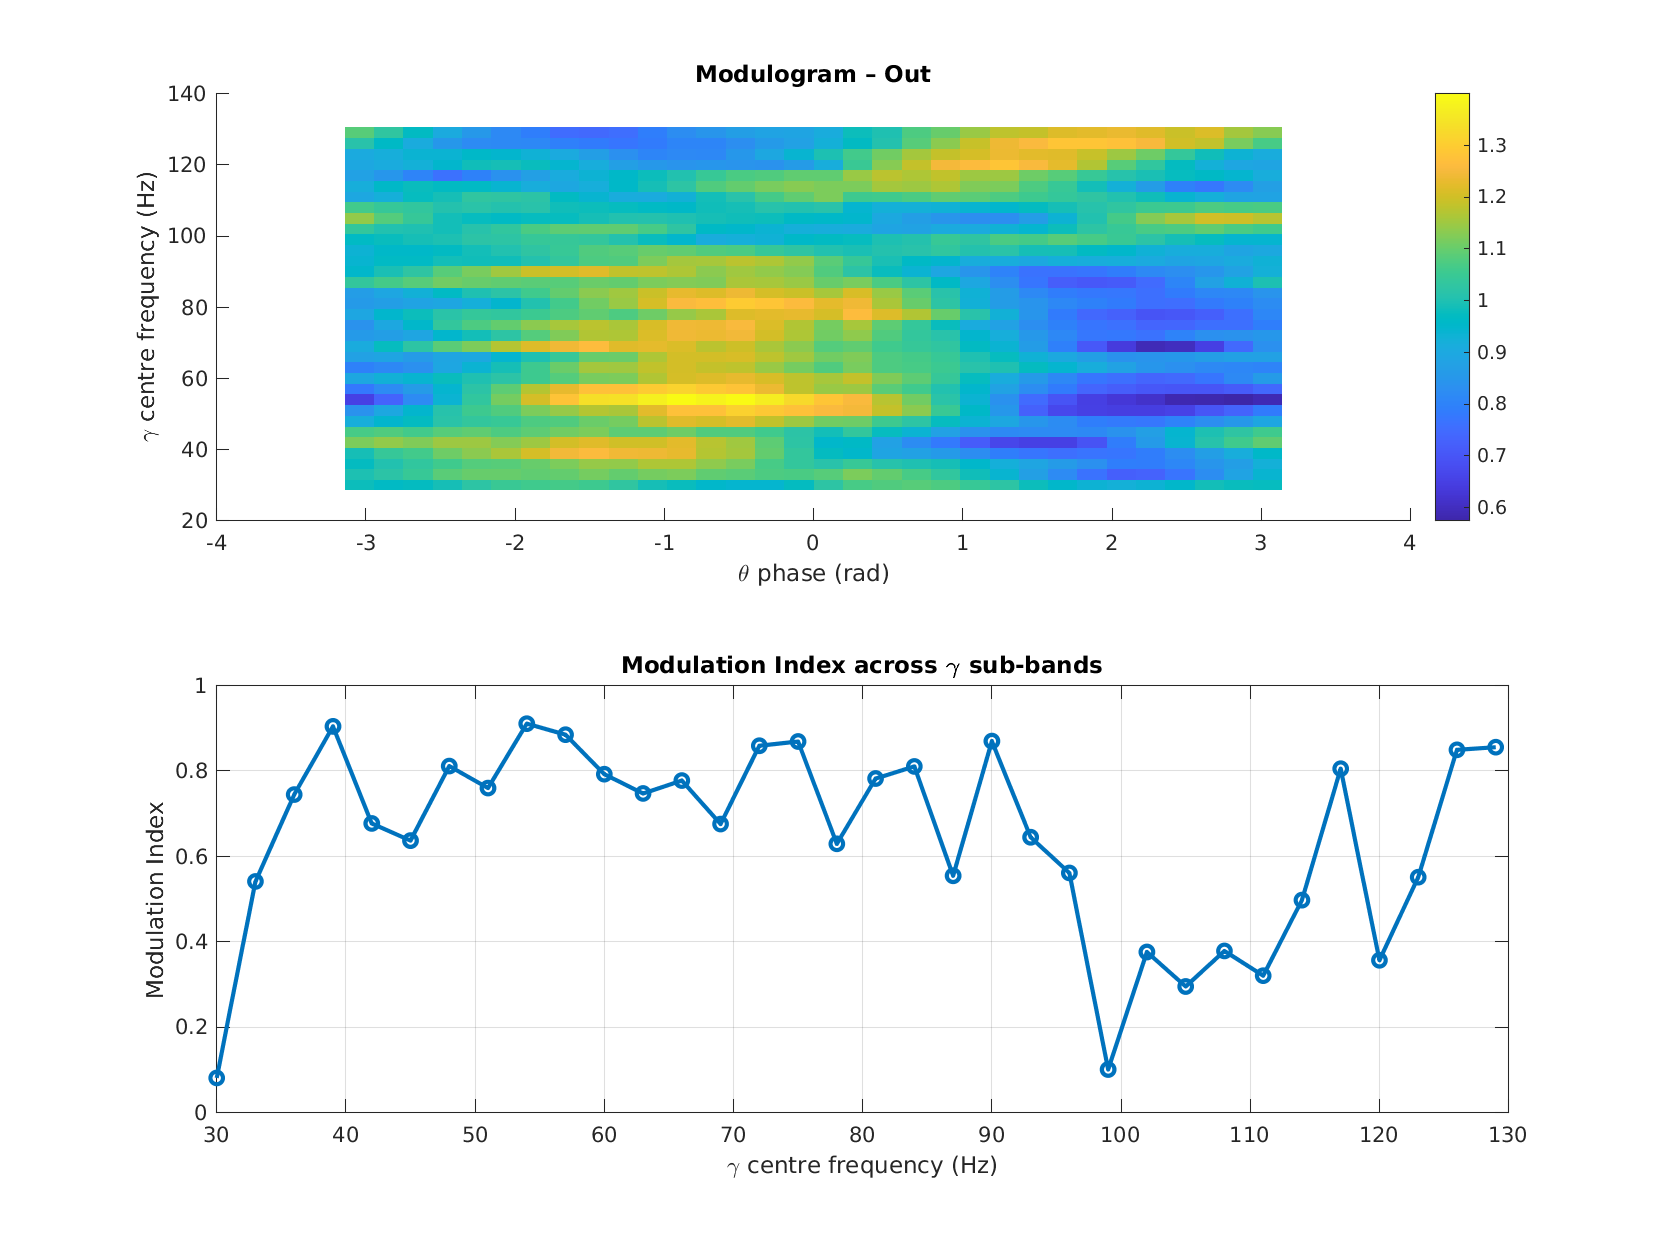 Modulogram – Out
140
120
100
80
60
40
20
γ centre frequency (Hz)
-4 -3 -2 -1 0 1 2 3 4
θ phase (rad)
1.3
1.2
1.1
1
0.9
0.8
0.7
0.6
Modulation Index across γ sub-bands
1
0.8
0.6
0.4
0.2
0
Modulation Index
30 40 50 60 70 80 90 100 110 120 130
γ centre frequency (Hz)